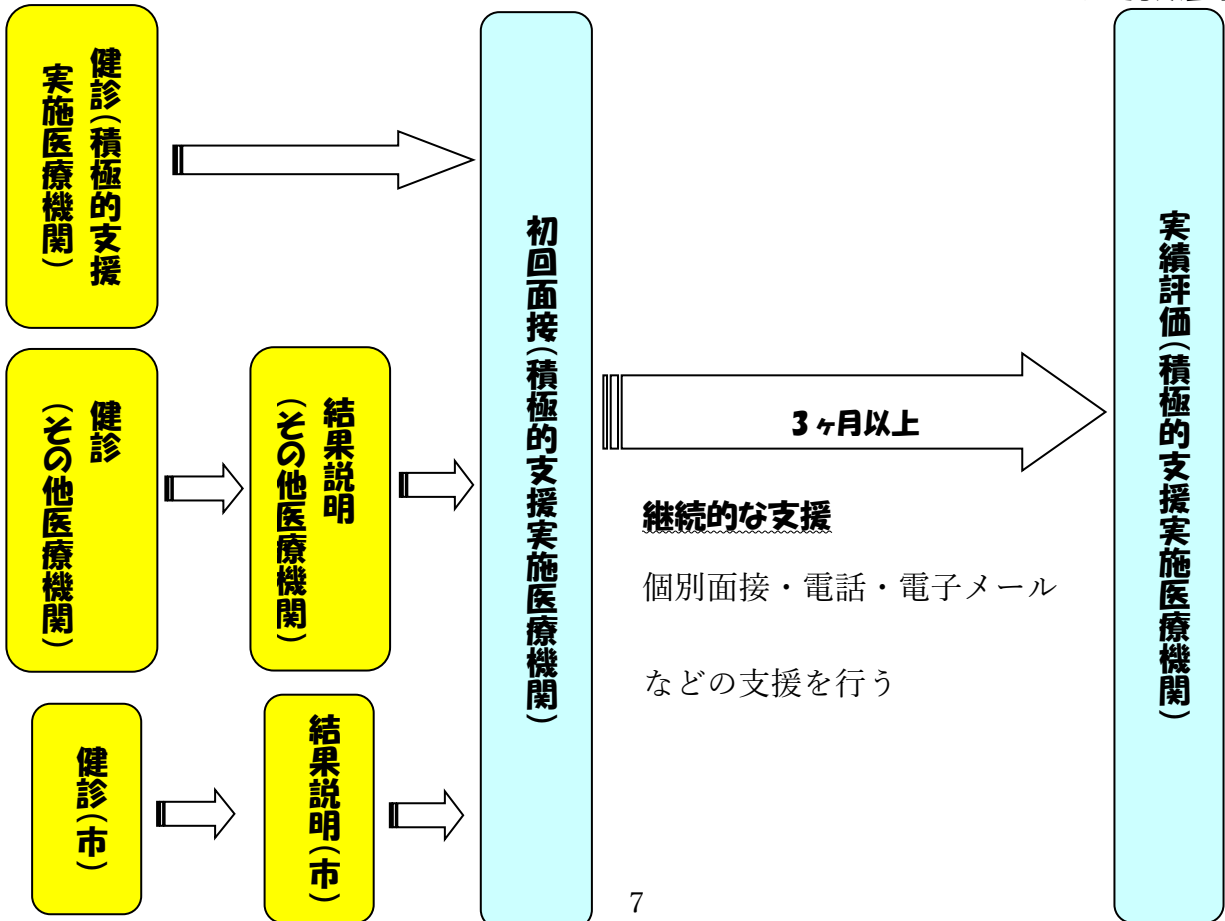 健診(積極的支援
実施医療機関)
健診
(その他医療機関)
結果説明
(その他医療機関)
健診(市)
結果説明(市)
初回面接(積極的支援実施医療機関)
3ヶ月以上
継続的な支援
個別面接・電話・電子メール
などの支援を行う
実績評価(積極的支援実施医療機関)
7